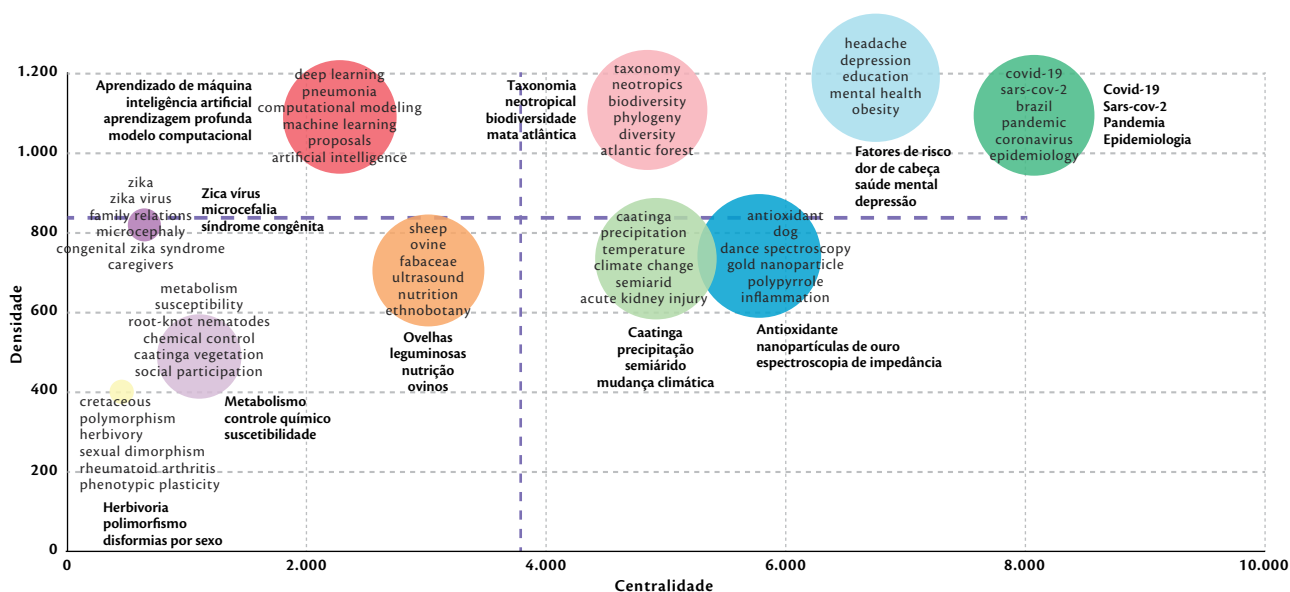 Densidade
1.200
1.000
800
600
400
200
0
Aprendizado de máquina
inteligência artificial
aprendizagem profunda
modelo computacional
deep learning
pneumonia
computational modeling
machine learning
proposals
artificial intelligence
Taxonomia
neotropical
biodiversidade
mata atlântica
taxonomy
neotropics
biodiversity
phylogeny
diversity
atlantic forest
headache
depression
education
mental health
obesity
Fatores de risco
dor de cabeça
saúde mental
depressão
covid-19
sars-cov-2
brazil
pandemic
coronavirus
epidemiology
Covid-19
Sars-cov-2
Pandemia
Epidemiologia
zika
zika virus
family relations
microcephaly
congenital zika syndrome
caregivers
Zica vírus
microcefalia
síndrome congênita
sheep
ovine
fabaceae
ultrasound
nutrition
ethnobotany
Ovelhas
leguminosas
nutrição
ovinos
caatinga
precipitation
temperature
climate change
semiarid
acute kidney injury
Caatinga
precipitação
semiárido
mudança climática
antioxidant
dog
dance spectroscopy
gold nanoparticle
polypyrrole
inflammation
Antioxidante
nanopartículas de ouro
espectroscopia de impedância
metabolism
susceptibility
root-knot nematodes
chemical control
caatinga vegetation
social participation
Metabolismo
controle químico
suscetibilidade
cretaceous
polymorphism
herbivory
sexual dimorphism
rheumatoid arthritis
phenotypic plasticity
Herbivoria
polimorfismo
disformias por sexo
0
2.000
4.000
6.000
8.000
10.000
Centralidade